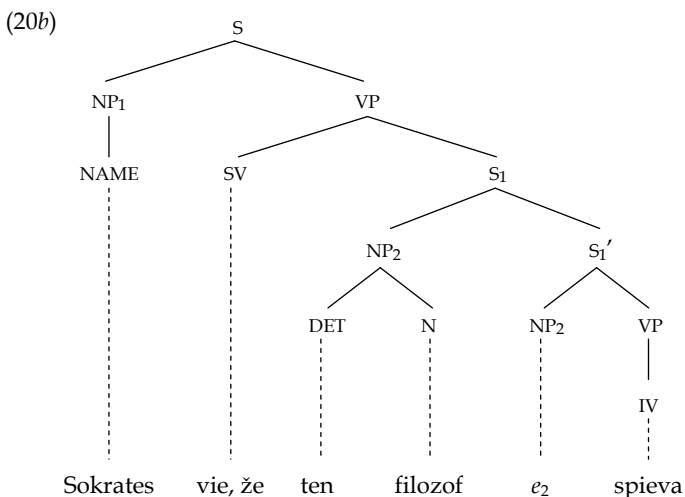 (20b)
S
NP1 VP
NAME SV S1
NP2 S1′
DET N NP2 VP
IV
Sokrates vie, že ten filozof e2 spieva